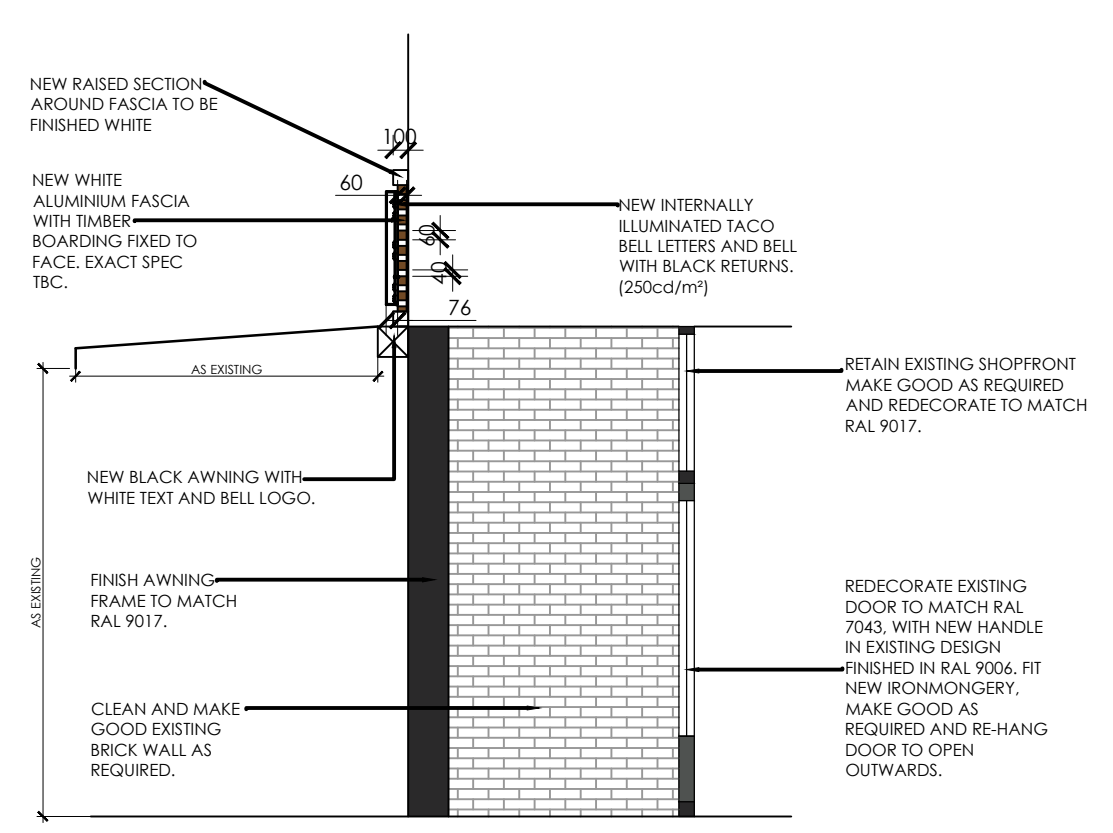 NEW RAISED SECTION
AROUND FASCIA TO BE
FINISHED WHITE
100
NEW WHITE
ALUMINIUM FASCIA
WITH TIMBER
BOARDING FIXED TO
FACE. EXACT SPEC
TBC.
60
NEW INTERNALLY
ILLUMINATED TACO
BELL LETTERS AND BELL
WITH BLACK RETURNS.
(250cd/m²)
60
40
76
AS EXISTING
RETAIN EXISTING SHOPFRONT
MAKE GOOD AS REQUIRED
AND REDECORATE TO MATCH
RAL 9017.
NEW BLACK AWNING WITH
WHITE TEXT AND BELL LOGO.
AS EXISTING
FINISH AWNING
FRAME TO MATCH
RAL 9017.
REDECORATE EXISTING
DOOR TO MATCH RAL
7043, WITH NEW HANDLE
IN EXISTING DESIGN
FINISHED IN RAL 9006. FIT
NEW IRONMONGERY,
MAKE GOOD AS
REQUIRED AND RE-HANG
DOOR TO OPEN
OUTWARDS.
CLEAN AND MAKE
GOOD EXISTING
BRICK WALL AS
REQUIRED.